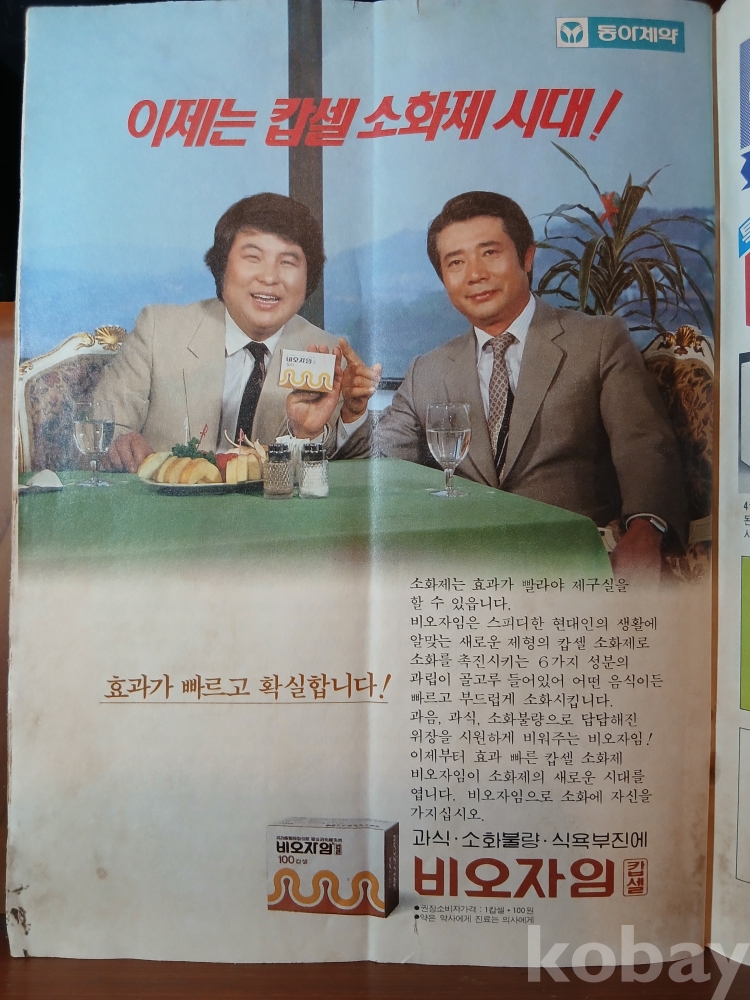 동아제약
이제는 캅셀 소화제 시대!
비오자임
소화제는 효과가 빨라야 제구실을
할 수 있읍니다.
비오자임은 스피디한 현대인의 생활에
알맞는 새로운 제형의 캅셀 소화제로
소화를 촉진시키는 6가지 성분의
과립이 골고루 들어있어 어떤 음식이든
빠르고 부드럽게 소화시킵니다.
과음, 과식, 소화불량으로 답답해진
위장을 시원하게 비워주는 비오자임!
이제부터 효과 빠른 캅셀 소화제
비오자임이 소화제의 새로운 시대를
엽니다. 비오자임으로 소화에 자신을
가지십시오.
효과가 빠르고 확실합니다!
비오자임 캅셀
100캅셀
과식·소화불량·식욕부진에
비오자임 캅셀
●권장소비자가격 : 1캅셀·100원
●약은 약사에게 진료는 의사에게
kobay